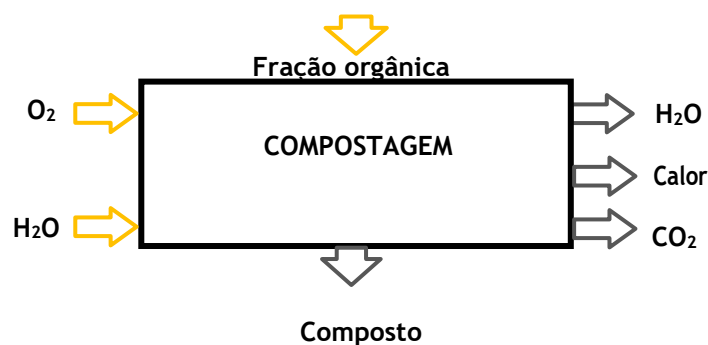 Fração orgânica
O₂
H₂O
COMPOSTAGEM
H₂O
Calor
CO₂
Composto